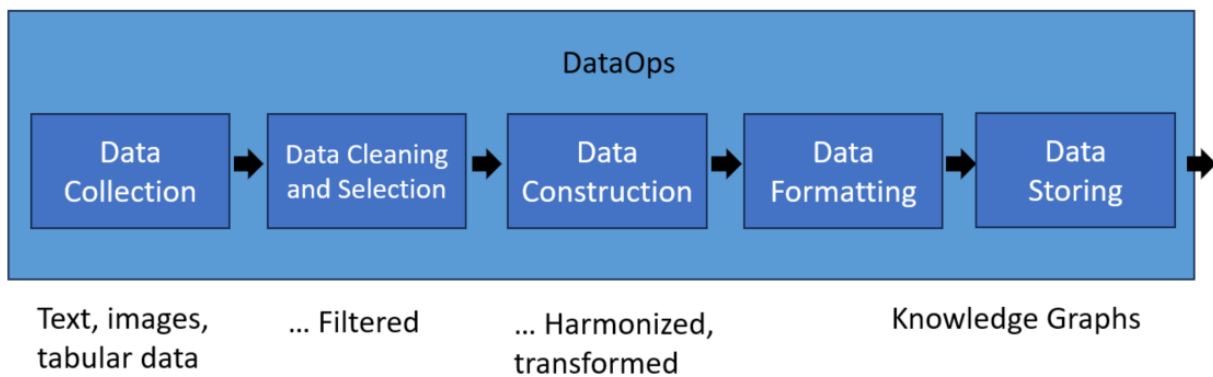 DataOps
Data
Collection
Data Cleaning
and Selection
Data
Construction
Data
Formatting
Data
Storing
Text, images,
tabular data
... Filtered
... Harmonized,
transformed
Knowledge Graphs